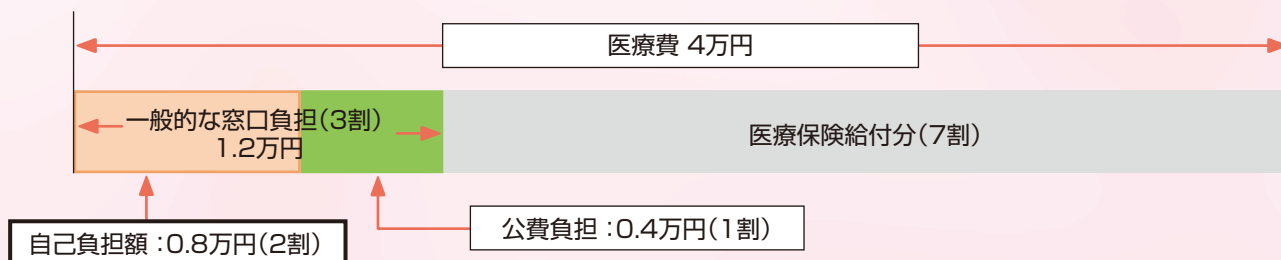 医療費 4万円
一般的な窓口負担(3割)
1.2万円
医療保険給付分(7割)
公費負担:0.4万円(1割)
自己負担額:0.8万円(2割)